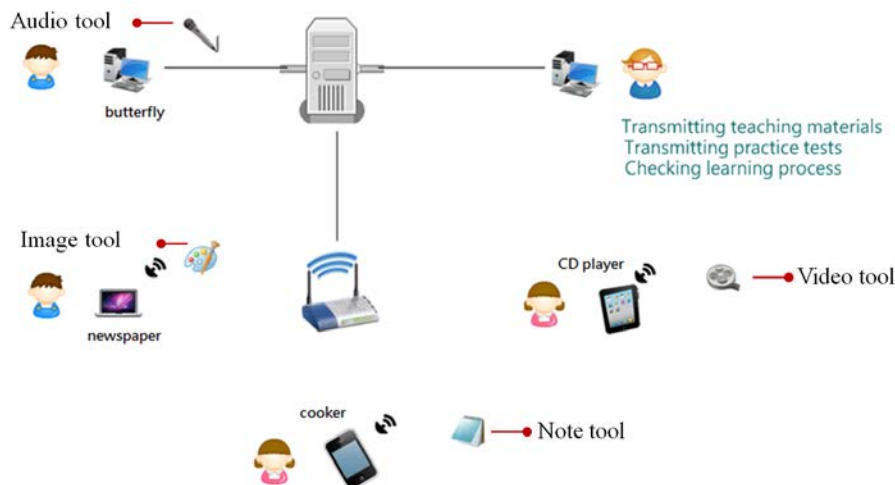 Audio tool
butterfly
Transmitting teaching materials
Transmitting practice tests
Checking learning process
Image tool
newspaper
CD player
Video tool
cooker
Note tool